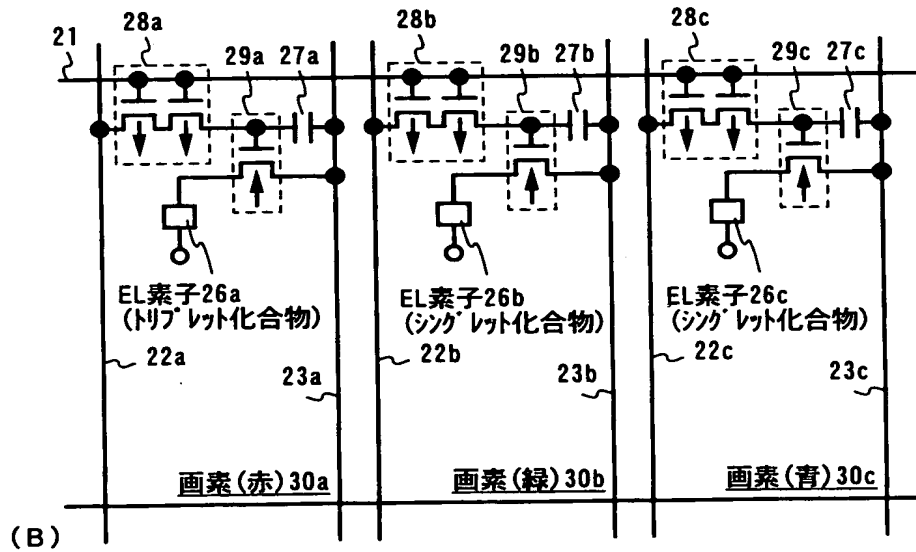 28a 28b 28c
21 29a 27a 29b 27b 29c 27c
EL素子26a EL素子26b EL素子26c
(トリプレット化合物) (シングレット化合物) (シングレット化合物)
22a 22b 22c
23a 23b 23c
画素(赤)30a 画素(緑)30b 画素(青)30c
(B)